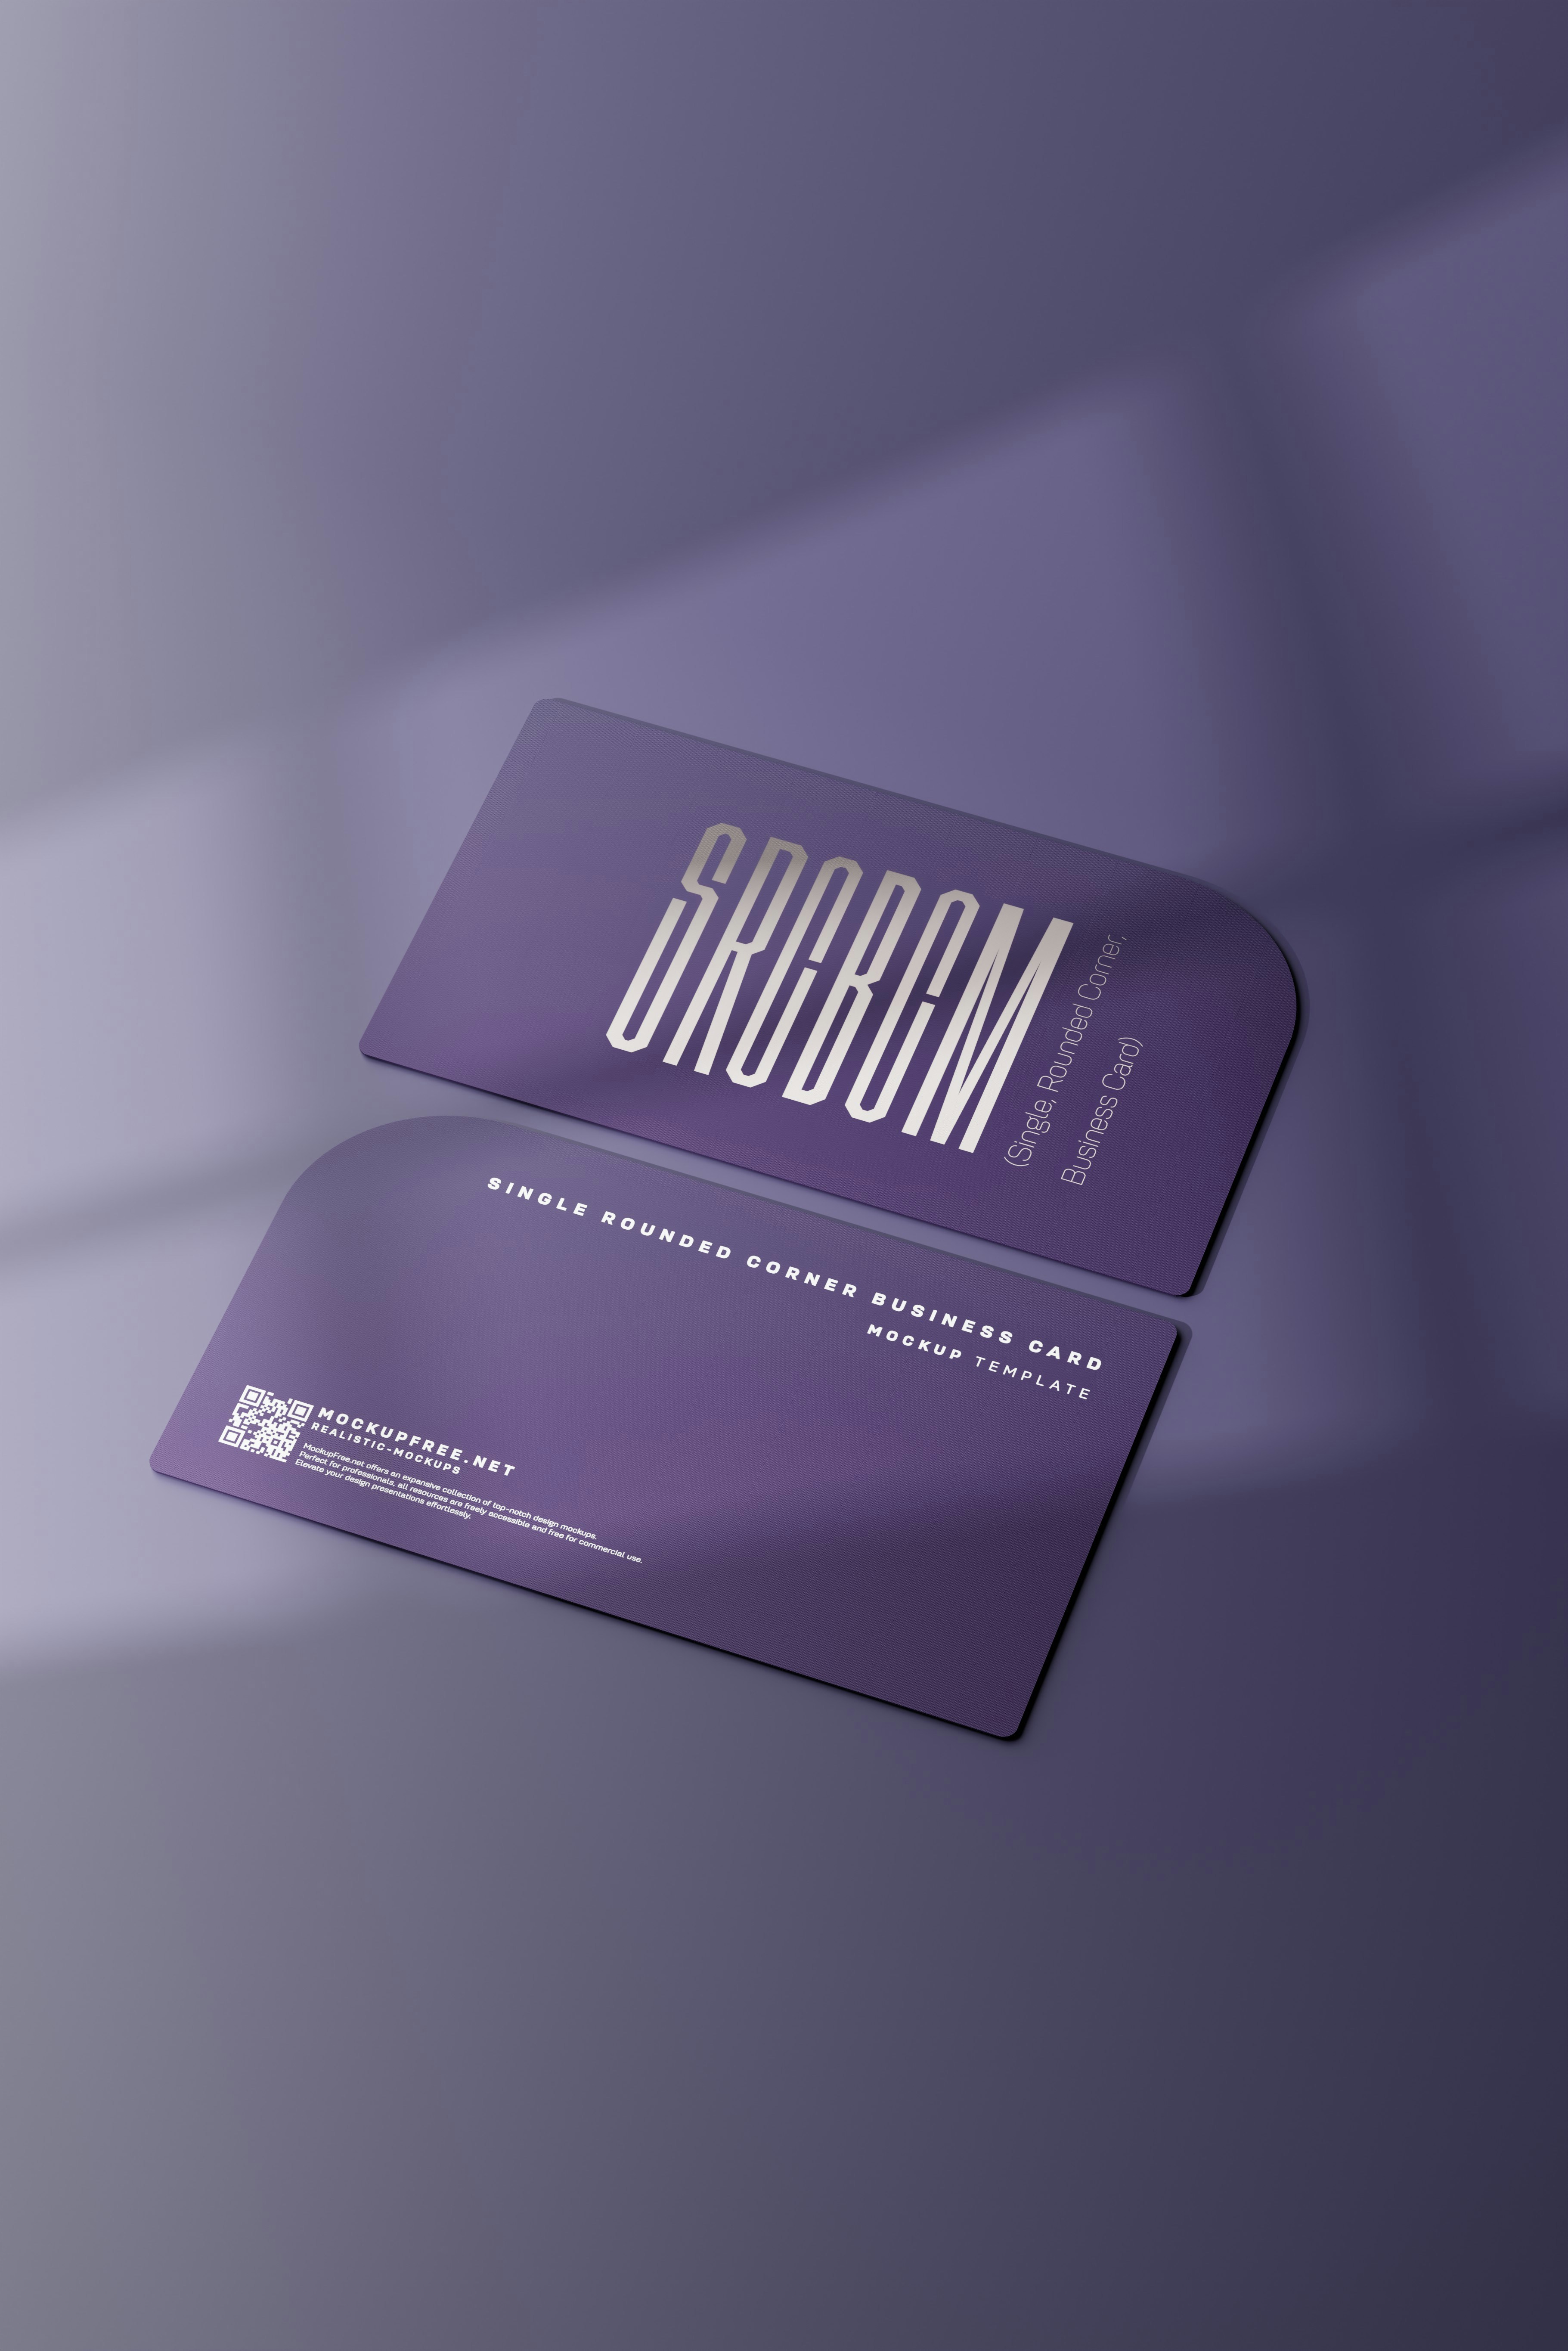 SRCBCM
(Single, Rounded Corner,
Business Card)
SINGLE ROUNDED CORNER BUSINESS CARD
MOCKUP TEMPLATE
MOCKUPFREE.NET
REALISTIC-MOCKUPS
MockupFree.net offers an expansive collection of top-notch design mockups.
Perfect for professionals, all resources are freely accessible and free for commercial use.
Elevate your design presentations effortlessly.